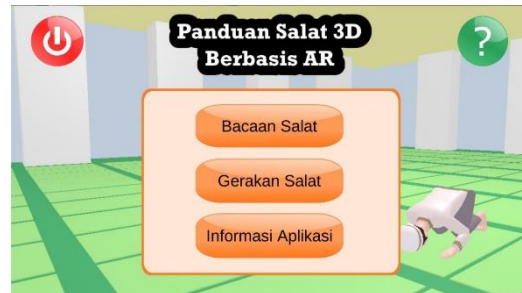 Panduan Salat 3D
Berbasis AR
?
Bacaan Salat
Gerakan Salat
Informasi Aplikasi